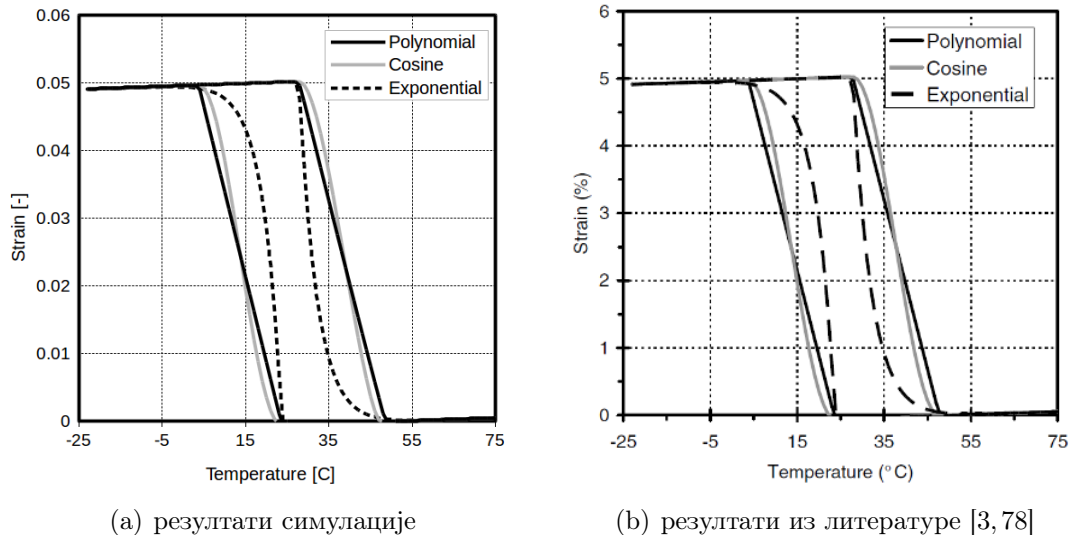 0.06
0.05
0.04
0.03
0.02
0.01
0
Strain [-]
-25 -5 15 35 55 75
Temperature [C]
Polynomial
Cosine
Exponential
(a) резултати симулације
6
5
4
3
2
1
0
Strain (%)
-25 -5 15 35 55 75
Temperature (°C)
Polynomial
Cosine
Exponential
(b) резултати из литературе [3, 78]